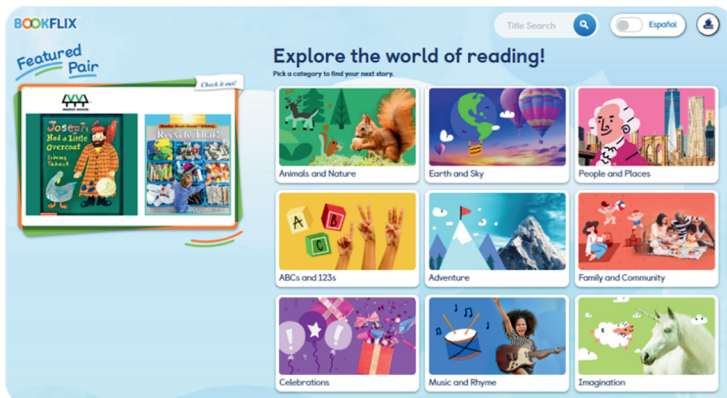 BOOKFLIX
Title Search
Español
Featured
Pair
Check it out!
Joseph
Had a Little
Overcoat
Simms
Taback
Recycle That!
Explore the world of reading!
Pick a category to find your next story.
Animals and Nature
Earth and Sky
People and Places
A
B
C
ABCs and 123s
Adventure
Family and Community
Celebrations
Music and Rhyme
Imagination